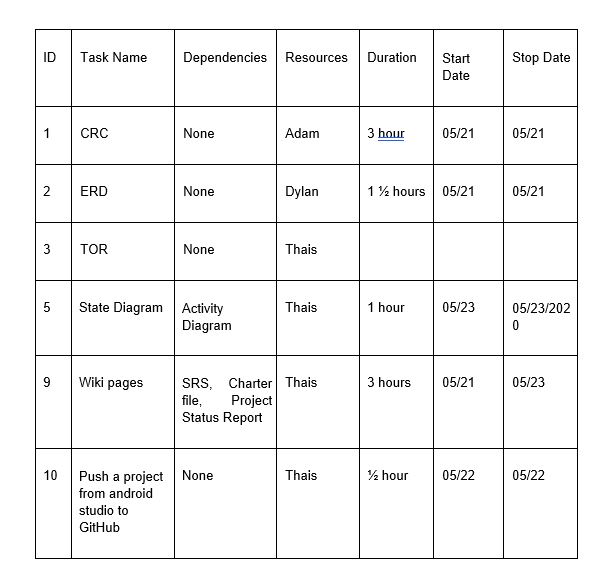 ID Task Name Dependencies Resources Duration Start Date Stop Date
1 CRC None Adam 3 hour 05/21 05/21
2 ERD None Dylan 1 ½ hours 05/21 05/21
3 TOR None Thais
5 State Diagram Activity Diagram Thais 1 hour 05/23 05/23/2020
9 Wiki pages SRS, Charter file, Project Status Report Thais 3 hours 05/21 05/23
10 Push a project from android studio to GitHub None Thais ½ hour 05/22 05/22